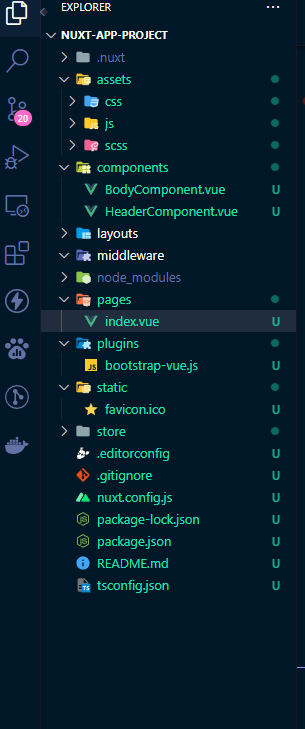 EXPLORER ...
NUXT-APP-PROJECT
.nuxt
assets
css
js
scss
components
BodyComponent.vue U
HeaderComponent.vue U
layouts
middleware
node_modules
pages
index.vue U
plugins
JS bootstrap-vue.js U
static
favicon.ico U
store
.editorconfig U
.gitignore U
nuxt.config.js U
package-lock.json U
package.json U
README.md U
TS tsconfig.json U
20